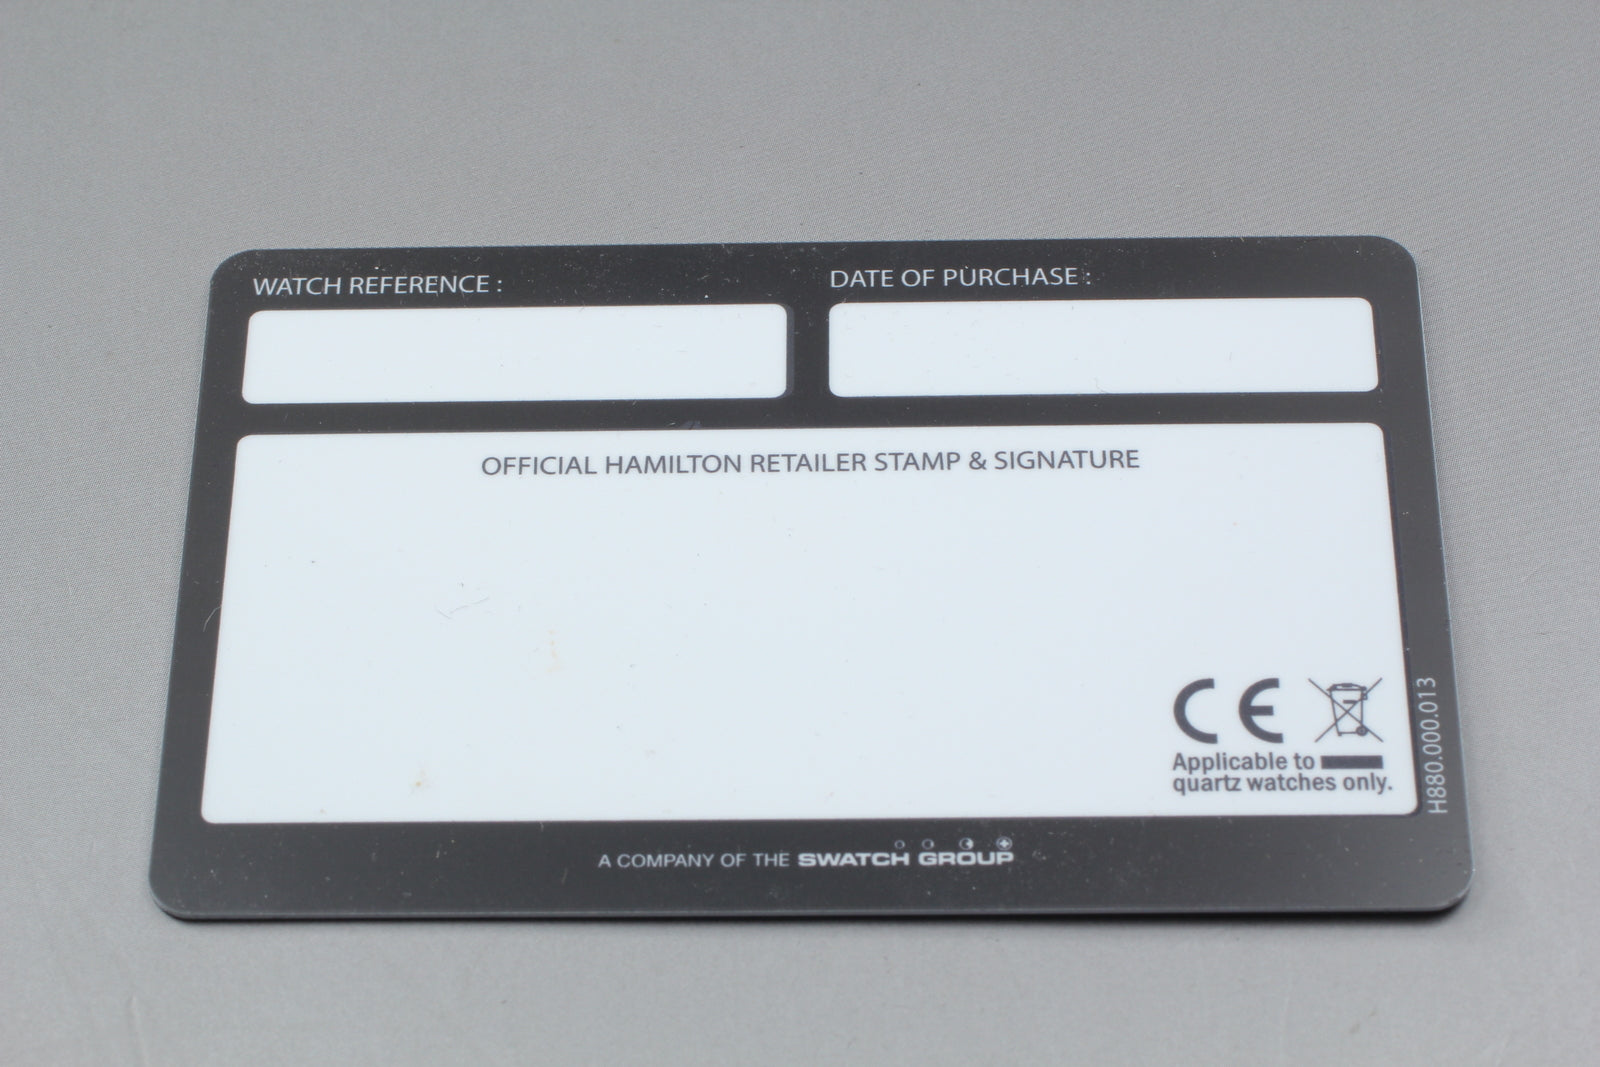 WATCH REFERENCE :
DATE OF PURCHASE :
OFFICIAL HAMILTON RETAILER STAMP & SIGNATURE
CE
Applicable to
quartz watches only.
H880.000.013
A COMPANY OF THE SWATCH GROUP